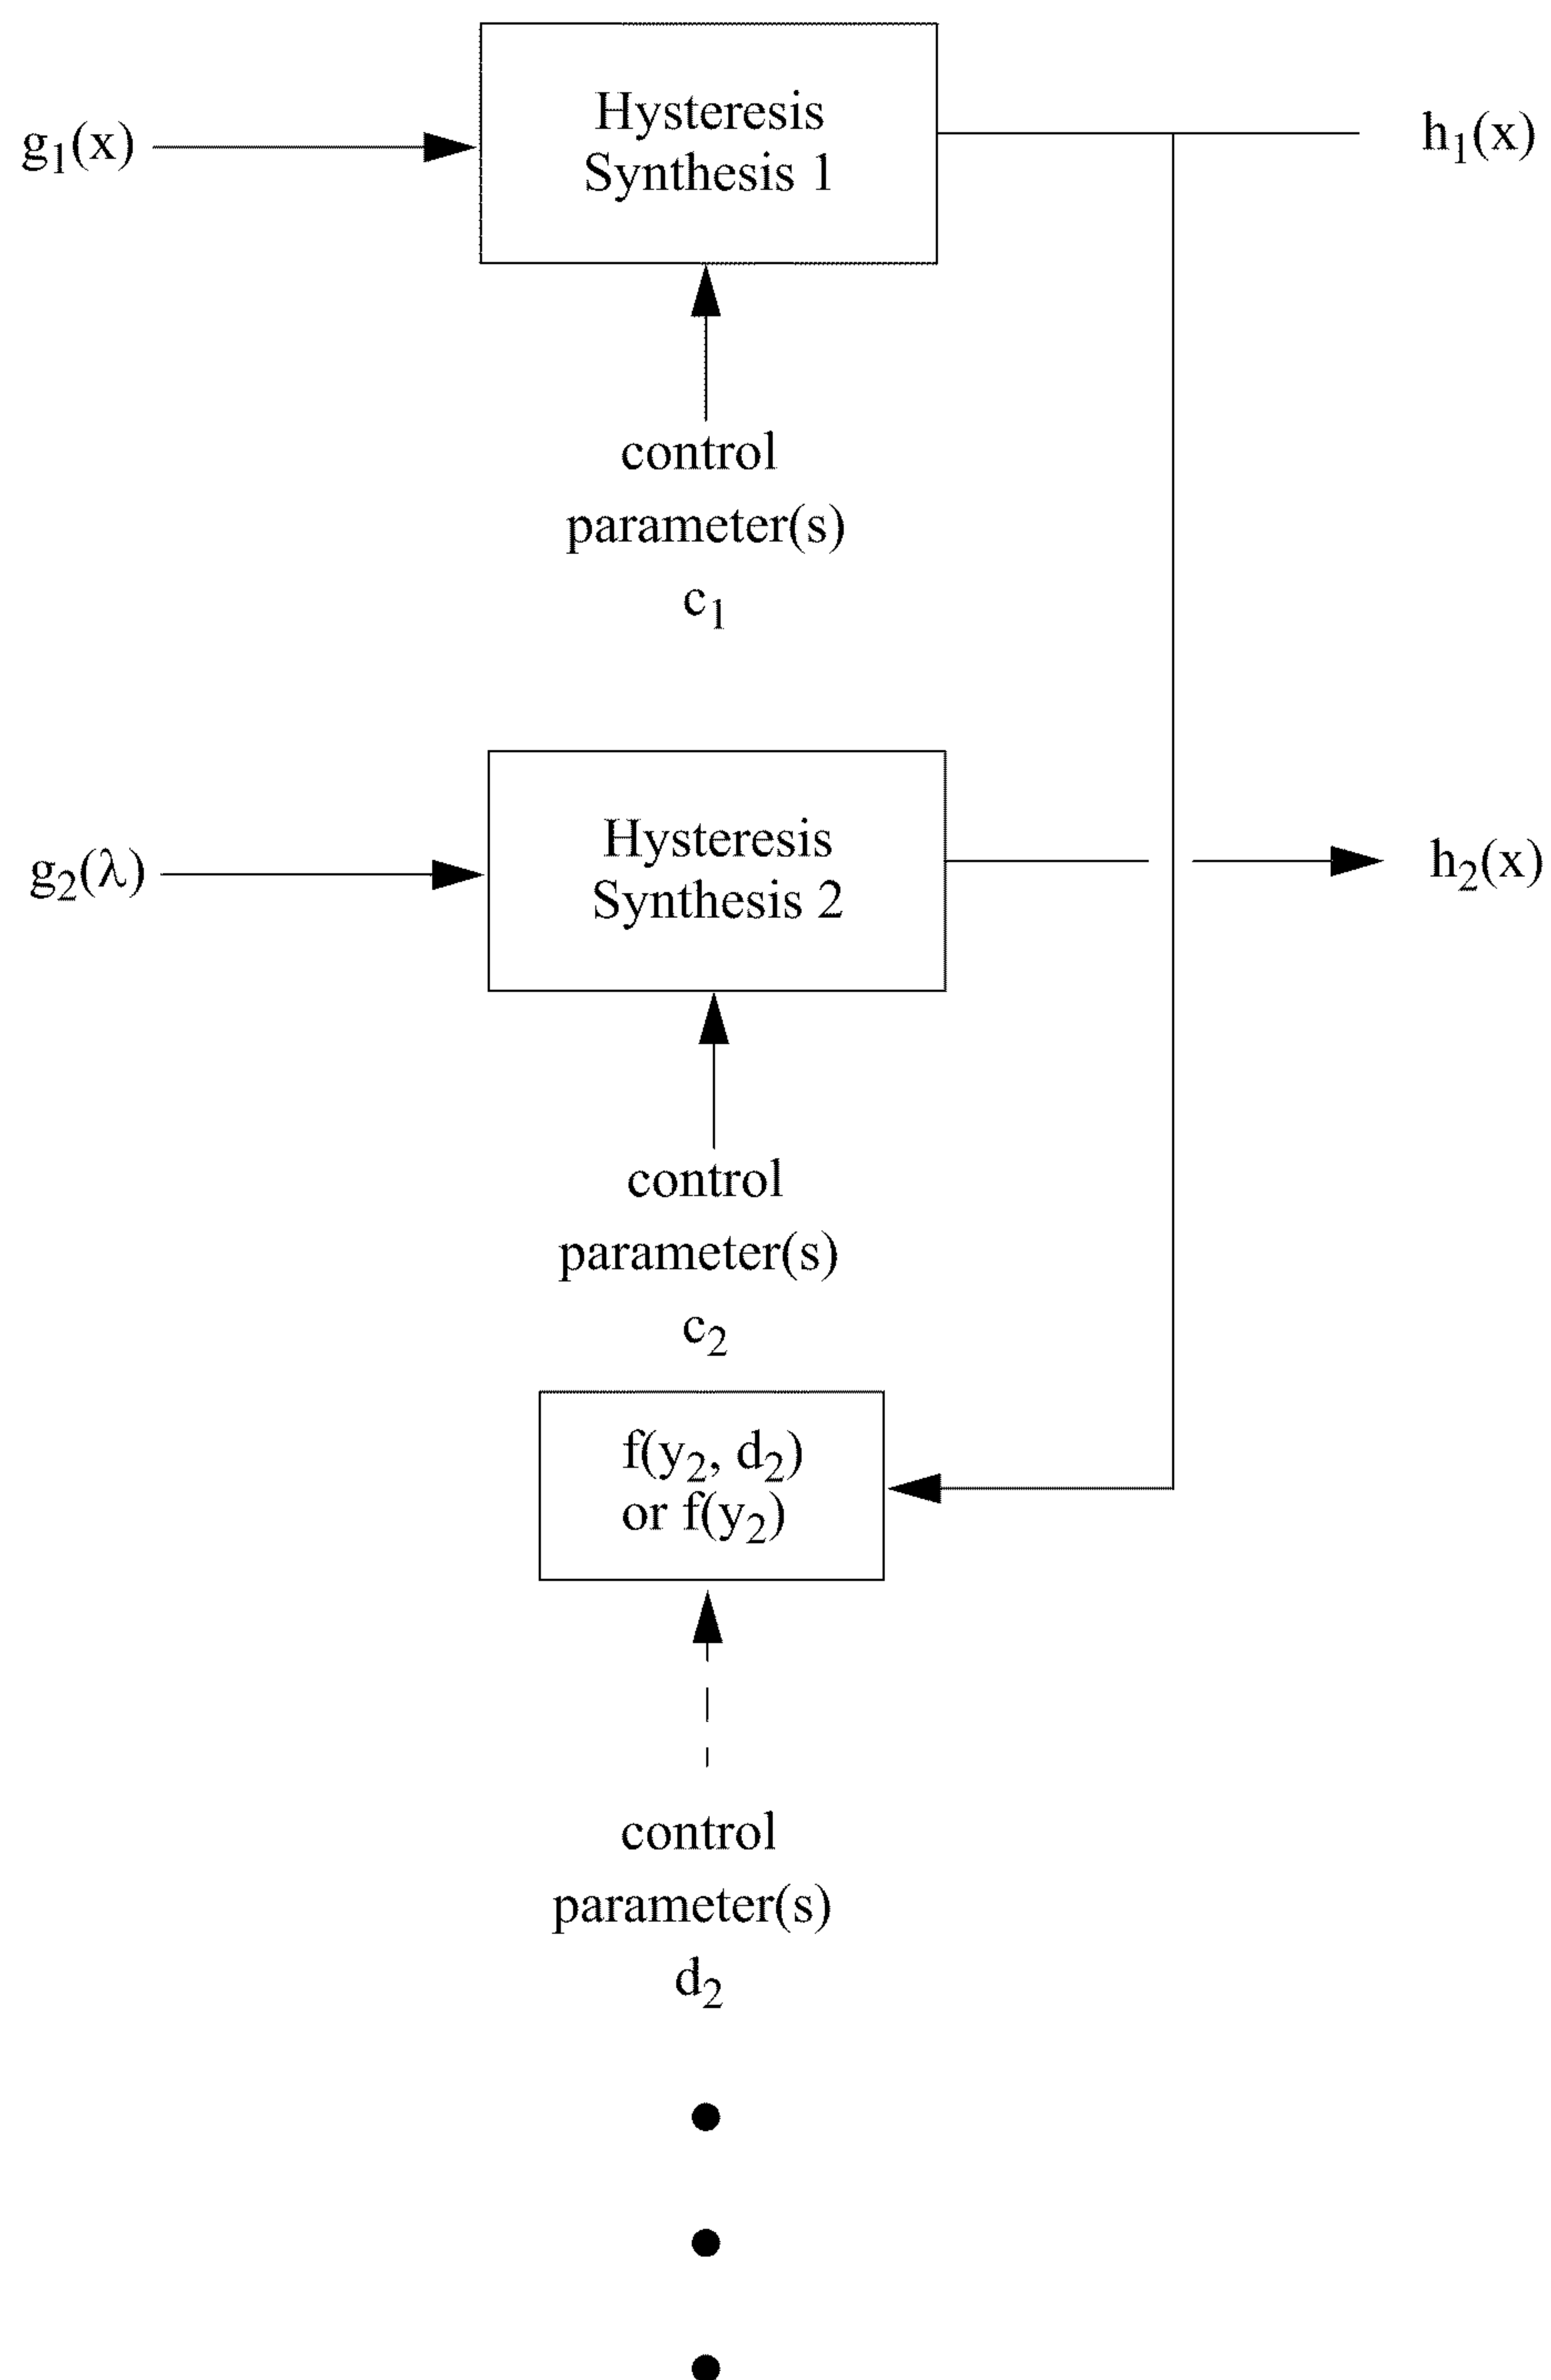 Hysteresis
Synthesis 1
g₁(x)
h₁(x)
control
parameter(s)
c₁
Hysteresis
Synthesis 2
g₂(λ)
h₂(x)
control
parameter(s)
c₂
f(y₂, d₂)
or f(y₂)
control
parameter(s)
d₂